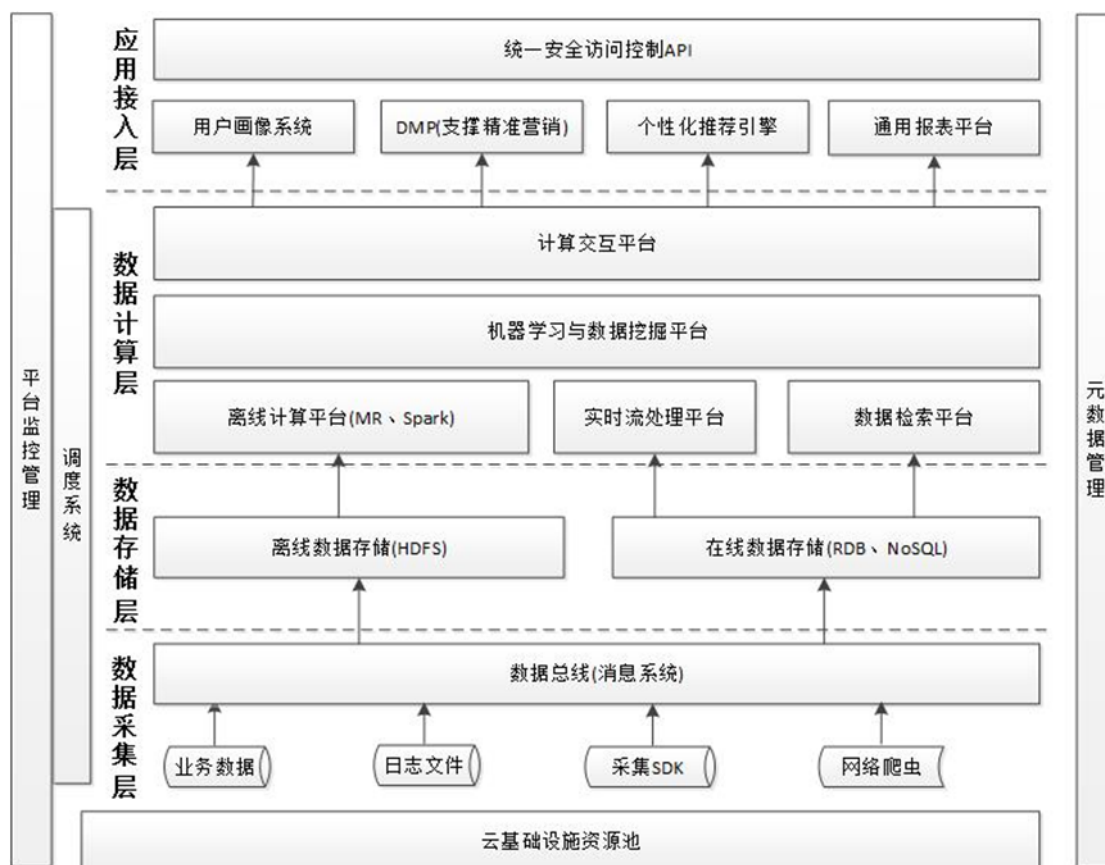 平台监控管理
调度系统
应用接入层
统一安全访问控制API
用户画像系统
DMP(支撑精准营销)
个性化推荐引擎
通用报表平台
数据计算层
计算交互平台
机器学习与数据挖掘平台
离线计算平台(MR、Spark)
实时流处理平台
数据检索平台
数据存储层
离线数据存储(HDFS)
在线数据存储(RDB、NoSQL)
数据采集层
数据总线(消息系统)
业务数据
日志文件
采集SDK
网络爬虫
云基础设施资源池
元数据管理